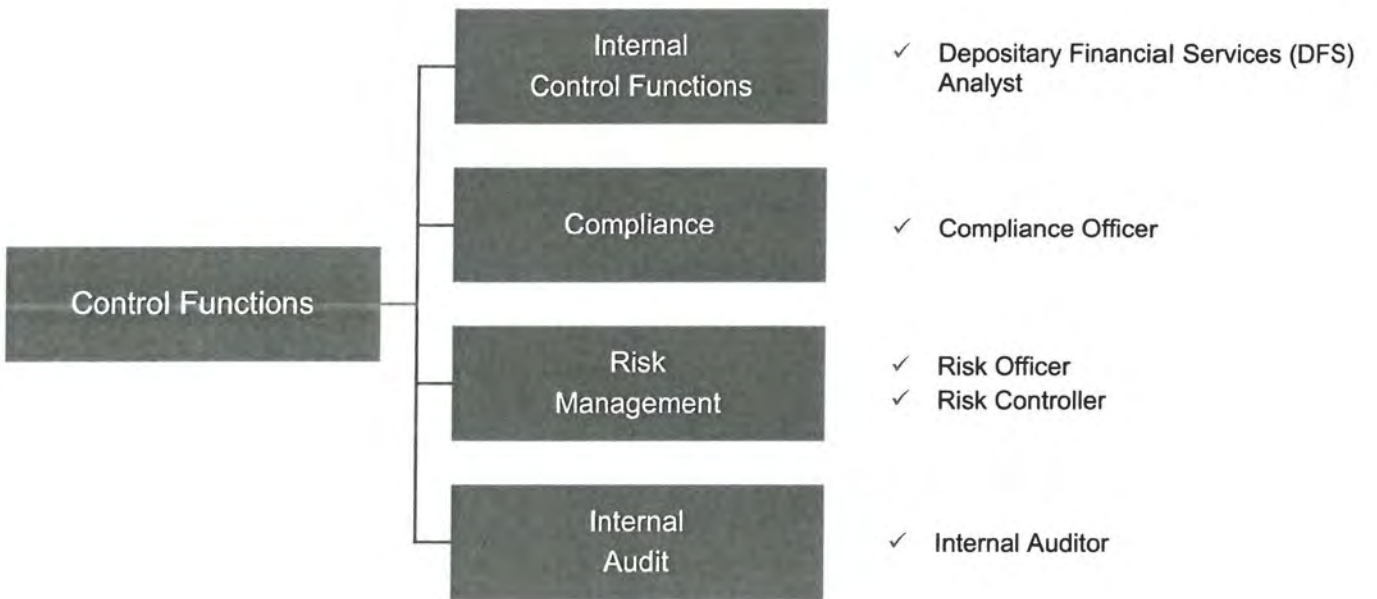 Internal
Control Functions
✓ Depositary Financial Services (DFS)
Analyst
Compliance
✓ Compliance Officer
Control Functions
Risk
Management
✓ Risk Officer
✓ Risk Controller
Internal
Audit
✓ Internal Auditor